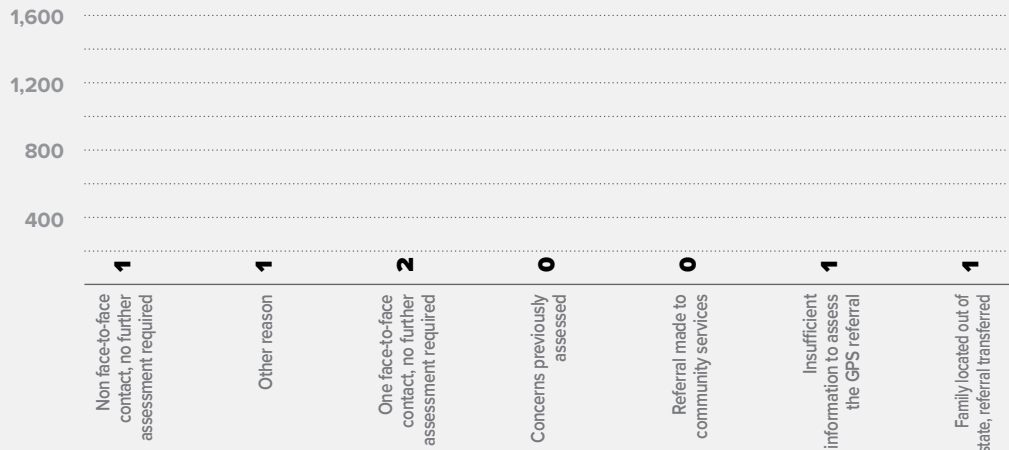 1,600
1,200
800
400
1
1
2
0
0
1
1
Non face-to-face
contact, no further
assessment required
Other reason
One face-to-face
contact, no further
assessment required
Concerns previously
assessed
Referral made to
community services
Insufficient
information to assess
the GPS referral
Family located out of
state, referral transferred